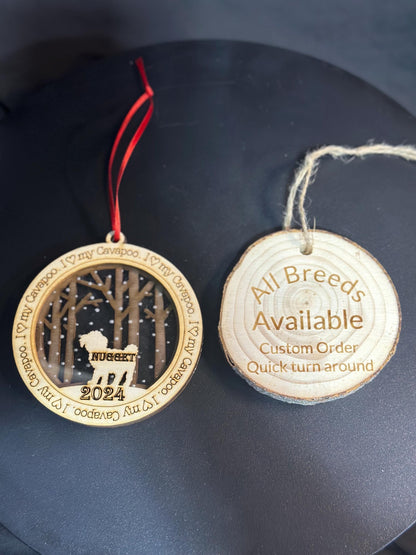 I ♡ my Cavapoo. I ♡ my Cavapoo. I ♡ my Cavapoo. I ♡ my Cavapoo.
NUGGET
2024
All Breeds
Available
Custom Order
Quick turn around